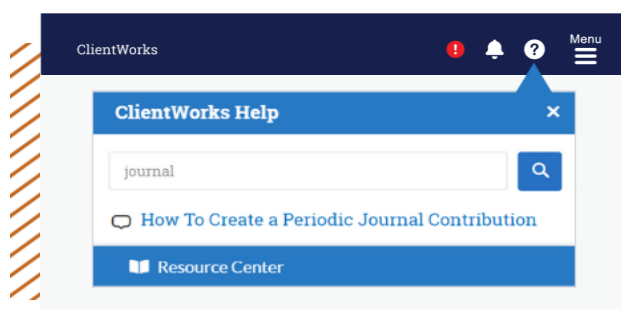 ClientWorks
Menu
ClientWorks Help
journal
How To Create a Periodic Journal Contribution
Resource Center